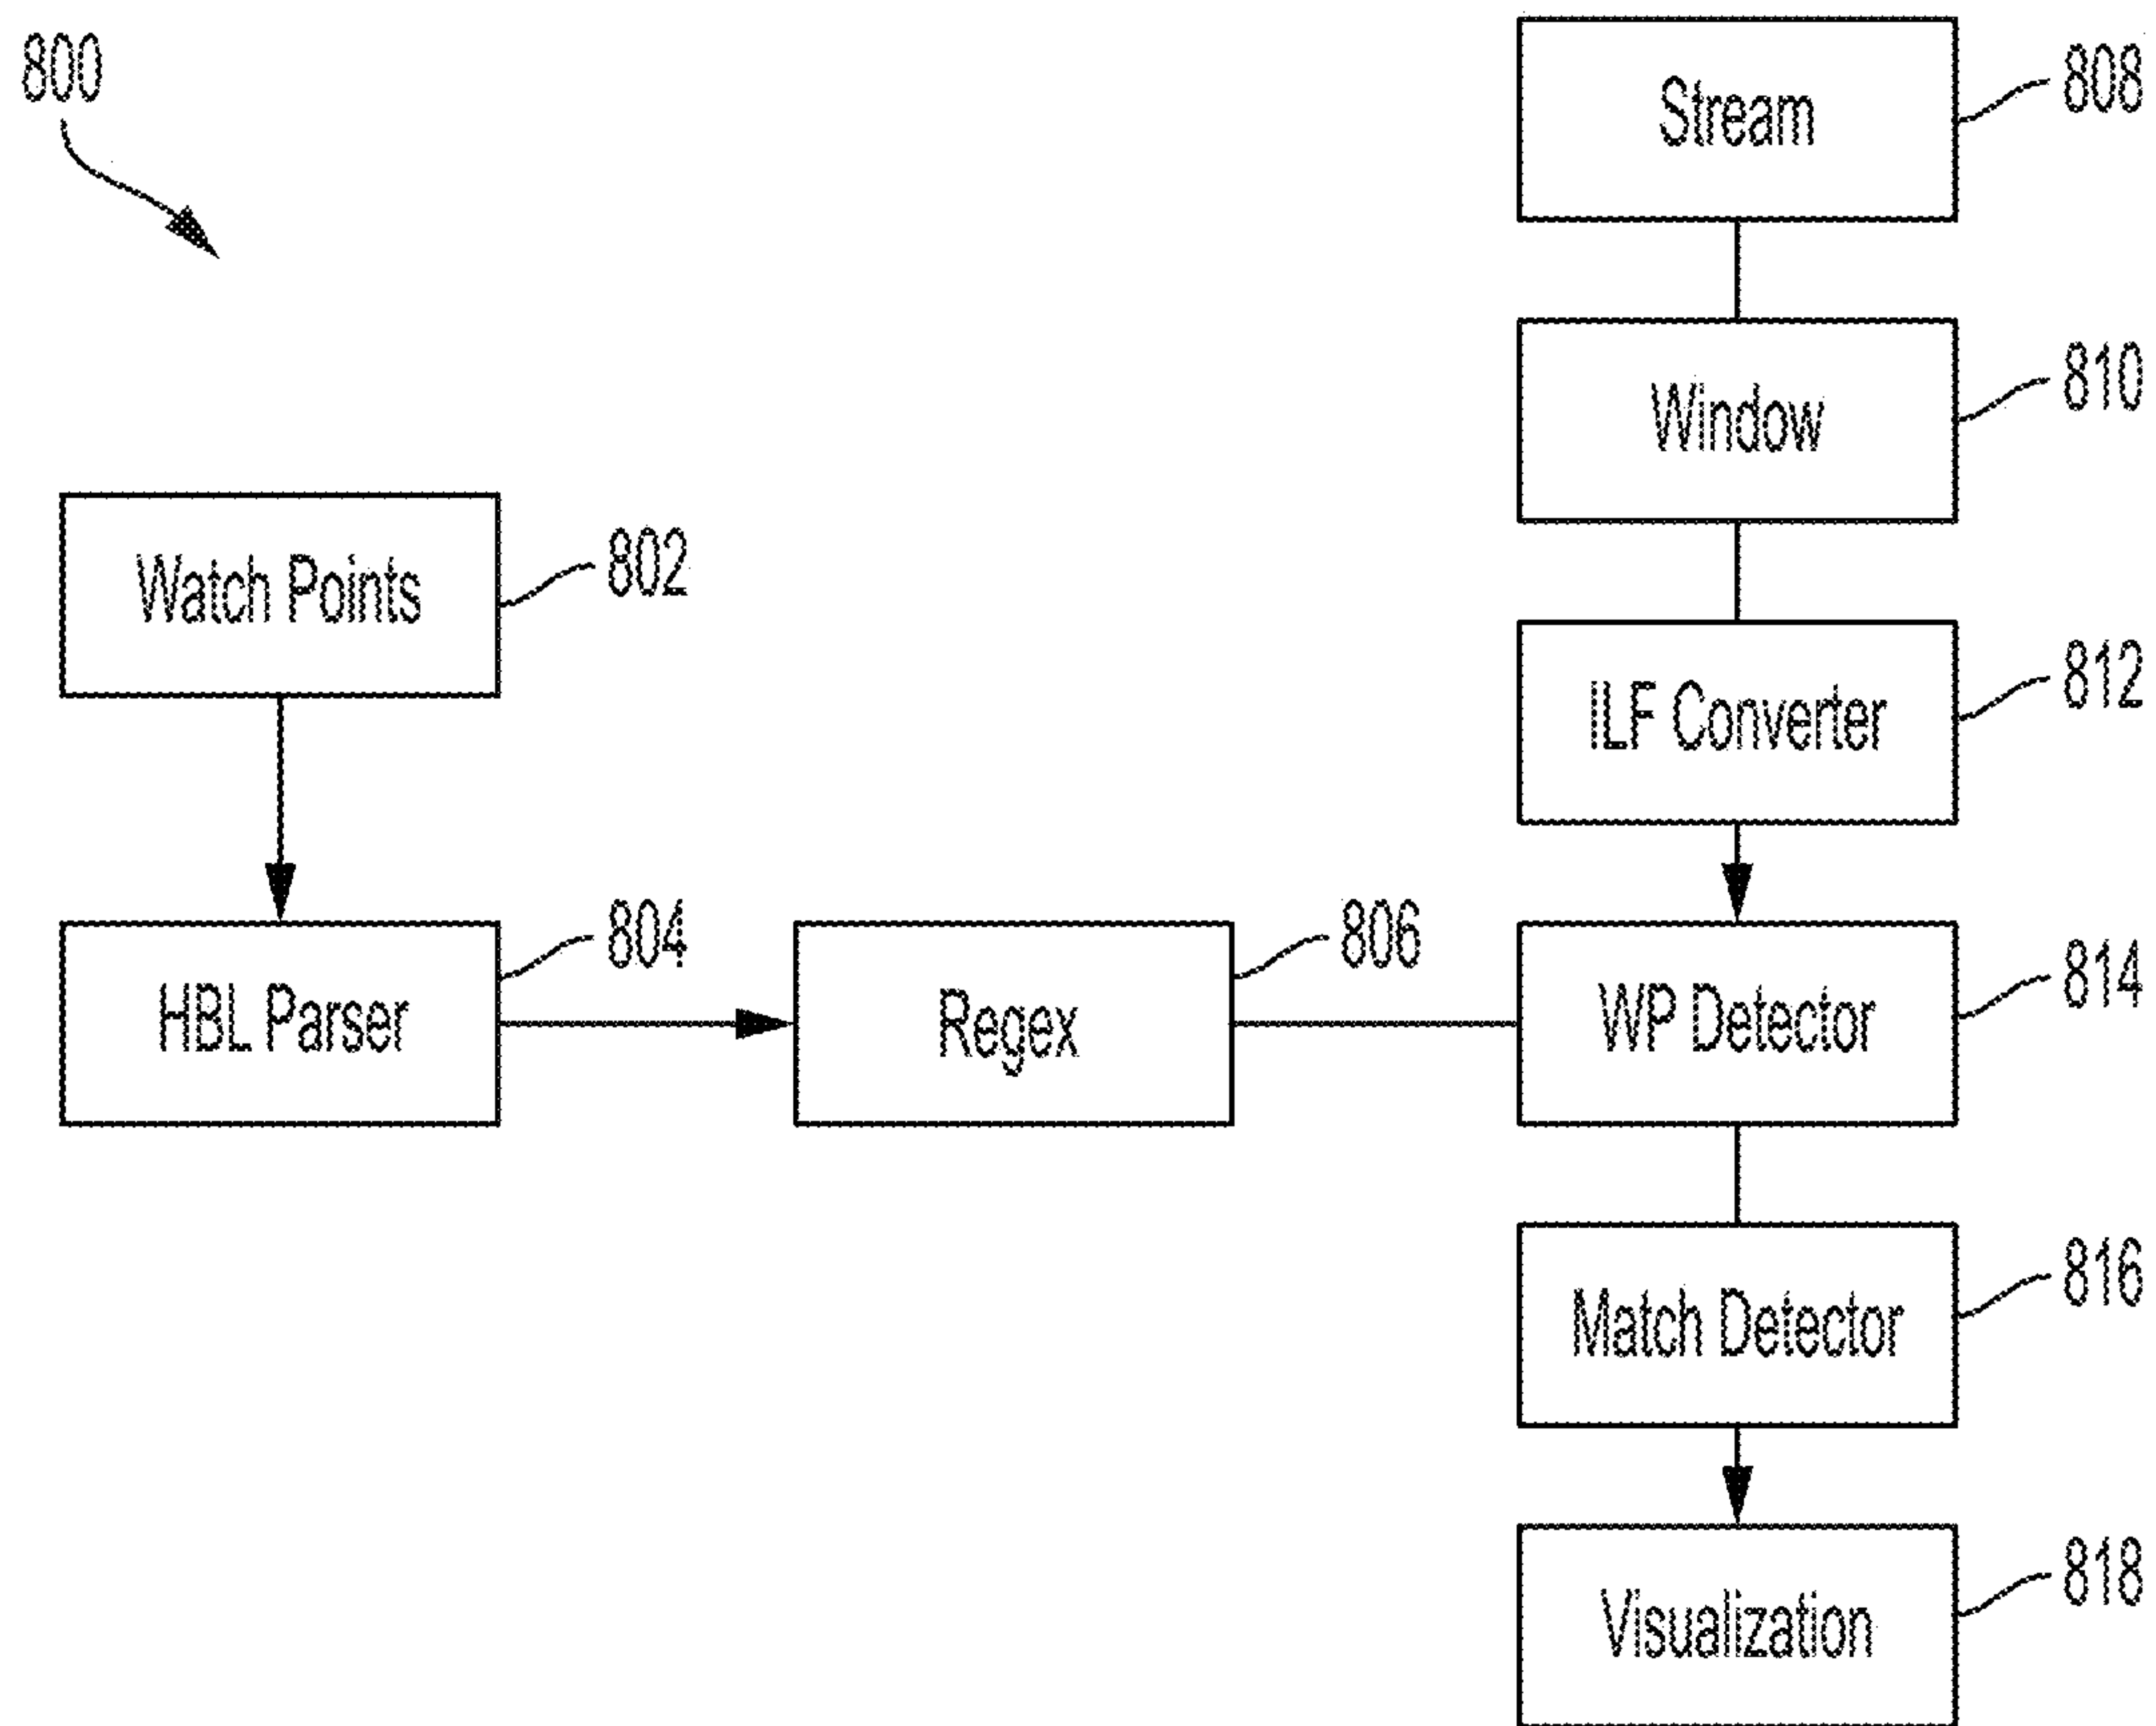 800
Stream
808
Window
810
Watch Points
802
ILF Converter
812
HBL Parser
804
Regex
806
WP Detector
814
Match Detector
816
Visualization
818